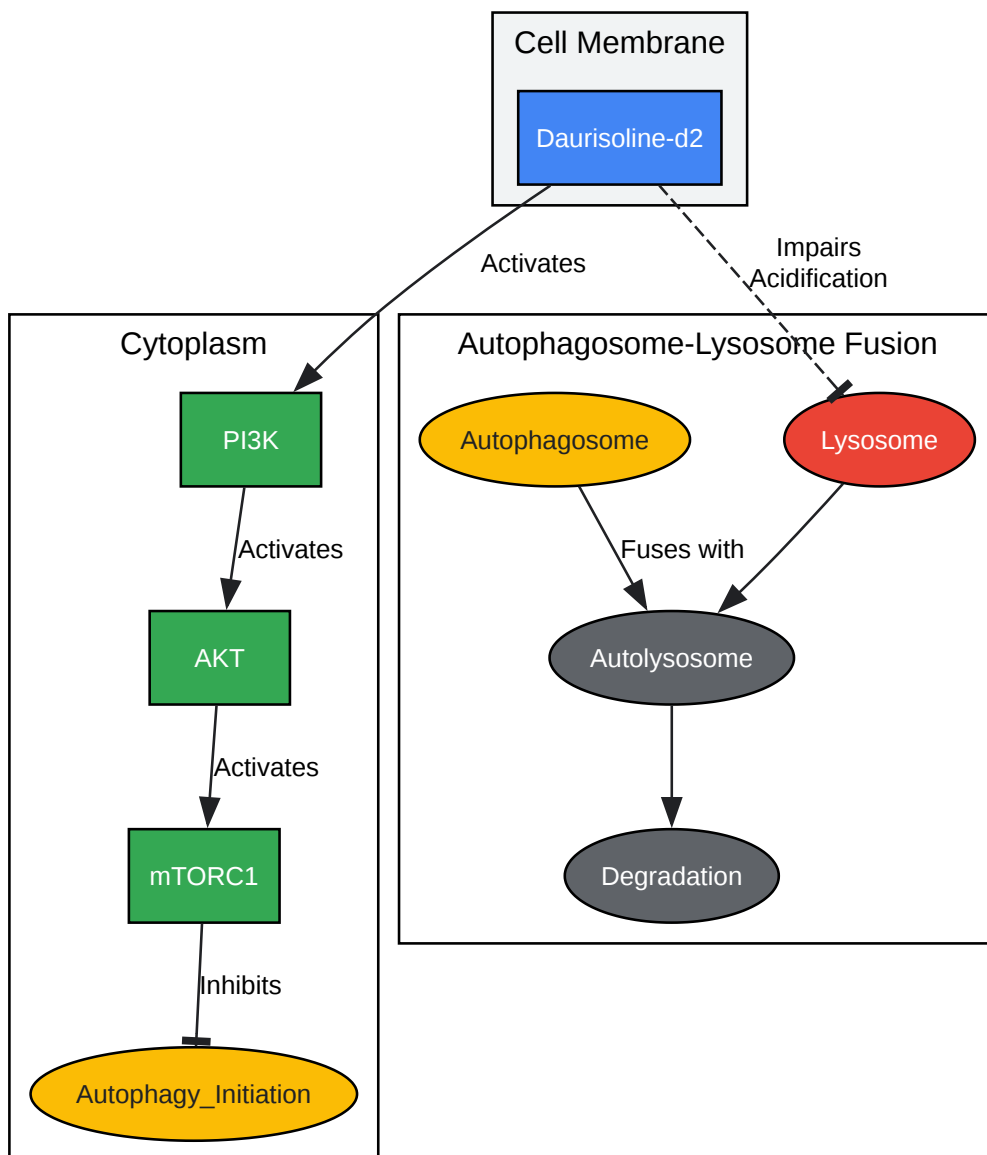 Cell Membrane
Daurisoline-d2
Activates
Impairs
Acidification
Cytoplasm
PI3K
Activates
AKT
Activates
mTORC1
Inhibits
Autophagy_Initiation
Autophagosome-Lysosome Fusion
Autophagosome
Lysosome
Fuses with
Autolysosome
Degradation